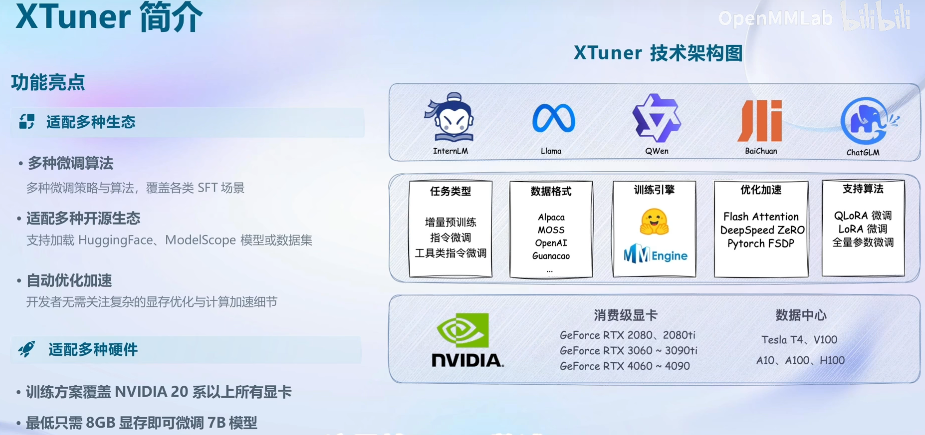 XTuner 简介
OpenMMLab bilibili
功能亮点
适配多种生态
• 多种微调算法
多种微调策略与算法，覆盖各类 SFT 场景
• 适配多种开源生态
支持加载 HuggingFace、ModelScope 模型或数据集
• 自动优化加速
开发者无需关注复杂的显存优化与计算加速细节
适配多种硬件
• 训练方案覆盖 NVIDIA 20 系以上所有显卡
• 最低只需 8GB 显存即可微调 7B 模型
XTuner 技术架构图
InternLM
Llama
QWen
BaiChuan
ChatGLM
任务类型
增量预训练
指令微调
工具类指令微调
数据格式
Alpaca
MOSS
OpenAI
Guanacao
...
训练引擎
MMEngine
优化加速
Flash Attention
DeepSpeed ZeRO
Pytorch FSDP
支持算法
QLoRA 微调
LoRA 微调
全量参数微调
NVIDIA.
消费级显卡
GeForce RTX 2080、2080ti
GeForce RTX 3060 ~ 3090ti
GeForce RTX 4060 ~ 4090
数据中心
Tesla T4、V100
A10、A100、H100